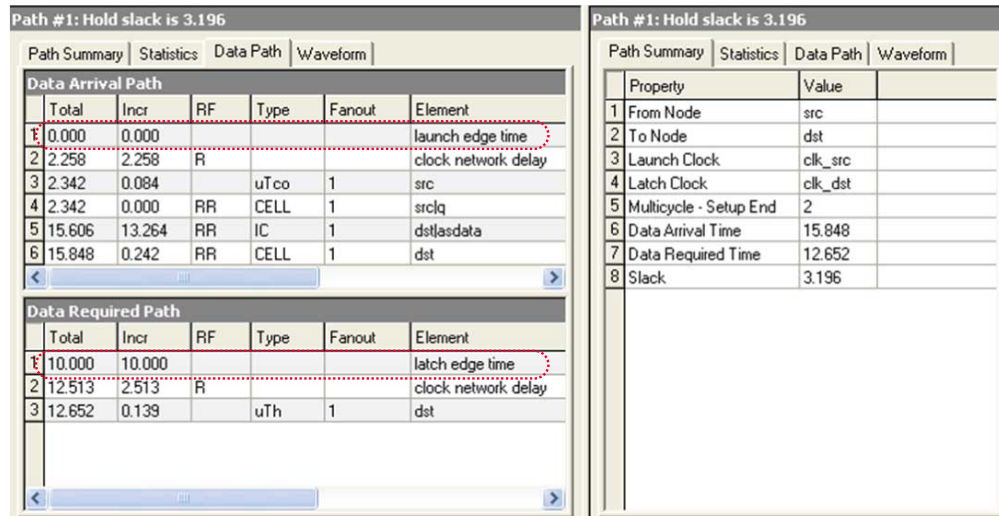 Path #1: Hold slack is 3.196
Path Summary Statistics Data Path Waveform
Data Arrival Path
Total Incr RF Type Fanout Element
1 0.000 0.000 launch edge time
2 2.258 2.258 R clock network delay
3 2.342 0.084 uTco 1 src
4 2.342 0.000 RR CELL 1 src|q
5 15.606 13.264 RR IC 1 dst|asdata
6 15.848 0.242 RR CELL 1 dst
Data Required Path
Total Incr RF Type Fanout Element
1 10.000 10.000 latch edge time
2 12.513 2.513 R clock network delay
3 12.652 0.139 uTh 1 dst
Path #1: Hold slack is 3.196
Path Summary Statistics Data Path Waveform
Property Value
1 From Node src
2 To Node dst
3 Launch Clock clk_src
4 Latch Clock clk_dst
5 Multicycle - Setup End 2
6 Data Arrival Time 15.848
7 Data Required Time 12.652
8 Slack 3.196